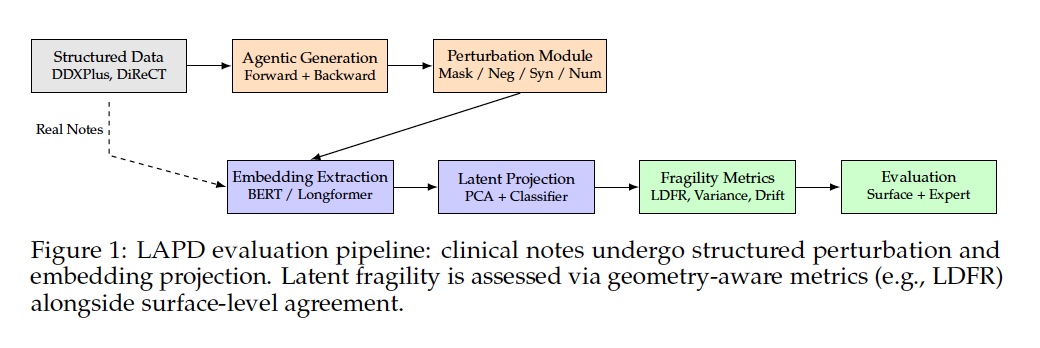 Structured Data
DDXPlus, DiReCT
Agentic Generation
Forward + Backward
Perturbation Module
Mask / Neg / Syn / Num
Real Notes
Embedding Extraction
BERT / Longformer
Latent Projection
PCA + Classifier
Fragility Metrics
LDFR, Variance, Drift
Evaluation
Surface + Expert
Figure 1: LAPD evaluation pipeline: clinical notes undergo structured perturbation and
embedding projection. Latent fragility is assessed via geometry-aware metrics (e.g., LDFR)
alongside surface-level agreement.